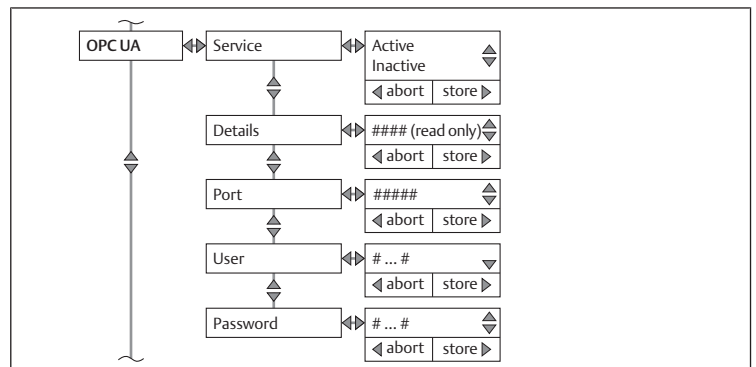 OPC UA
Service
Active
Inactive
abort store
Details
#### (read only)
abort store
Port
#####
abort store
User
# ... #
abort store
Password
# ... #
abort store